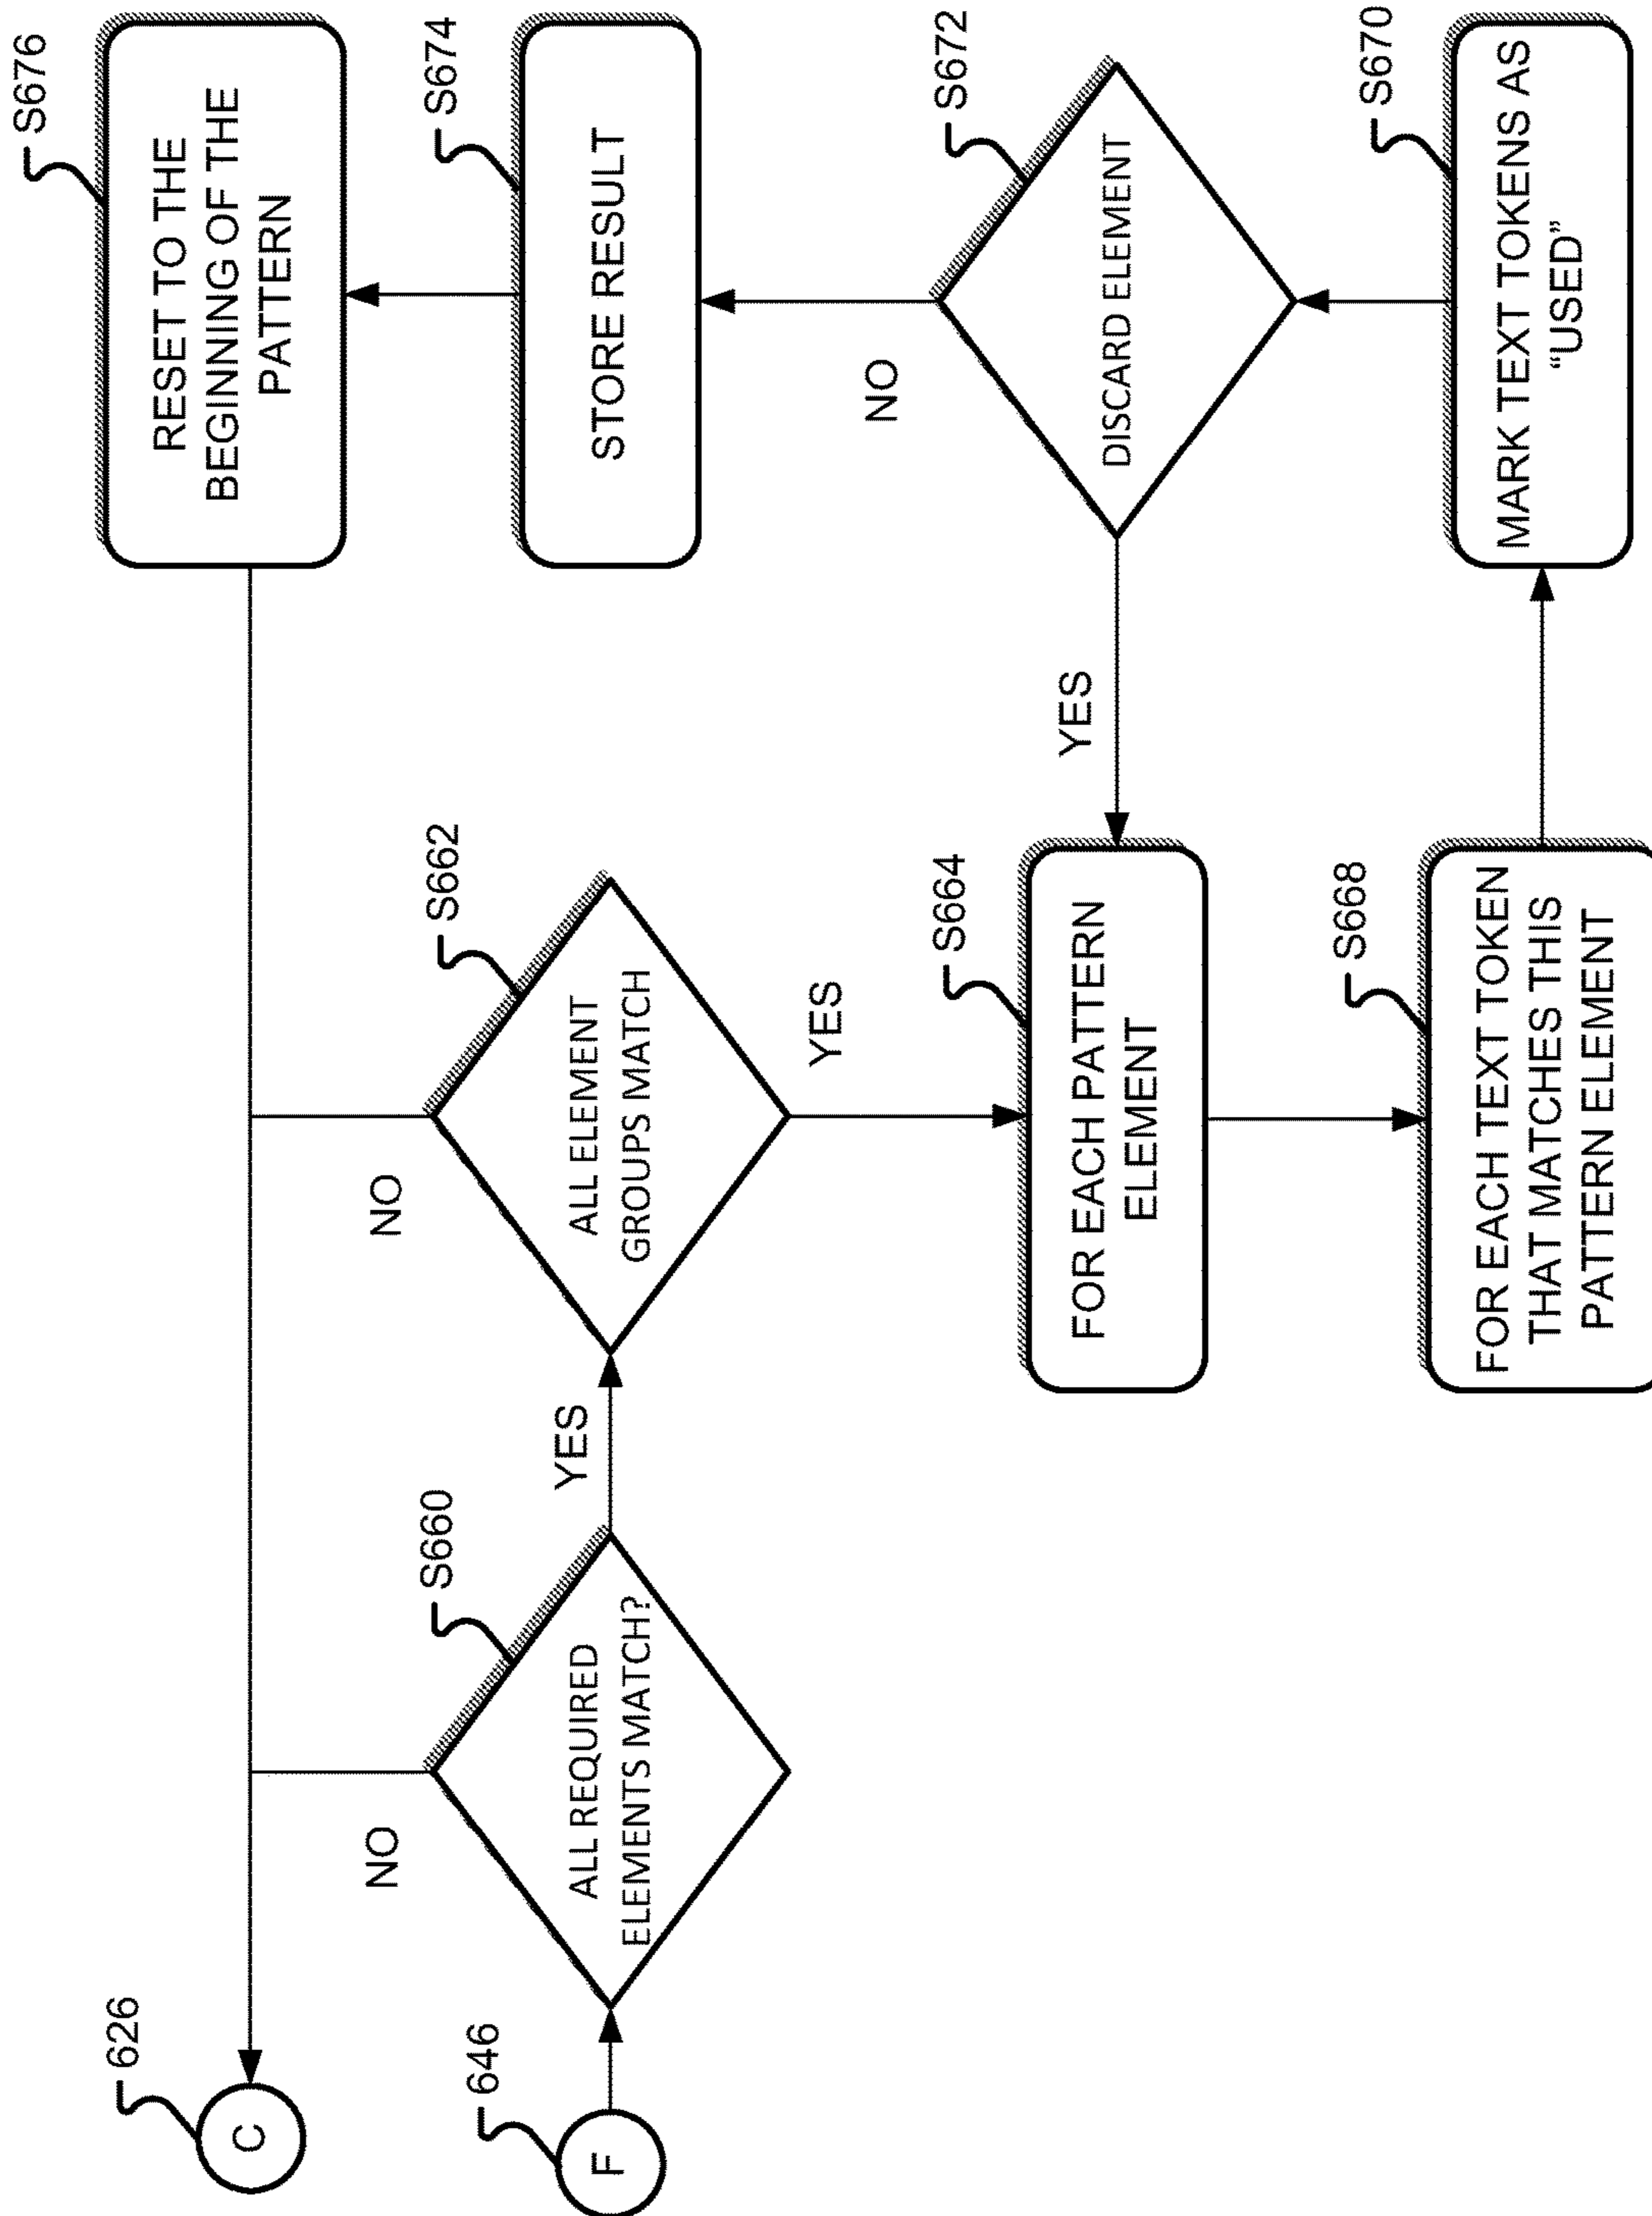 626
C
646
F
S660
ALL REQUIRED
ELEMENTS MATCH?
NO
YES
S662
ALL ELEMENT
GROUPS MATCH
NO
YES
S664
FOR EACH PATTERN
ELEMENT
S668
FOR EACH TEXT TOKEN
THAT MATCHES THIS
PATTERN ELEMENT
S670
MARK TEXT TOKENS AS
“USED”
S672
DISCARD ELEMENT
YES
NO
S674
STORE RESULT
S676
RESET TO THE
BEGINNING OF THE
PATTERN